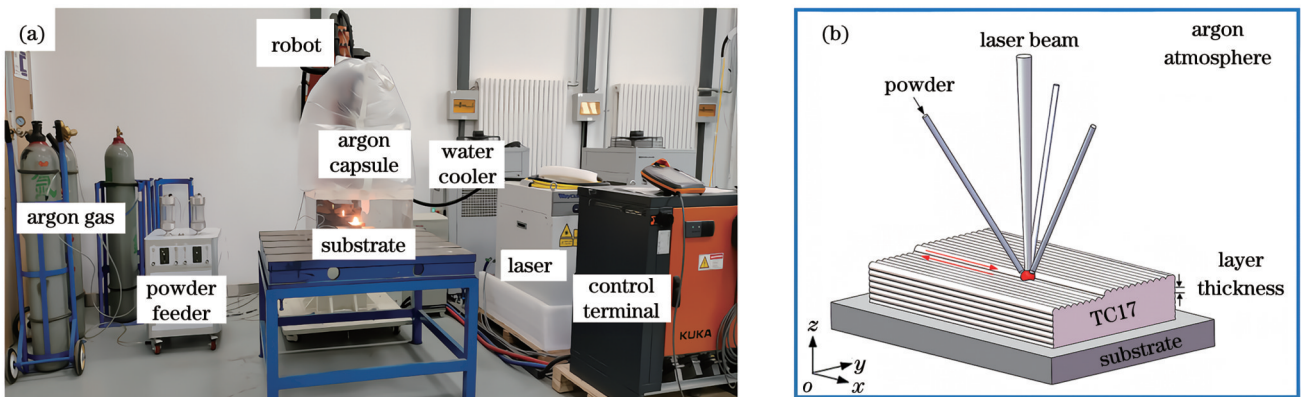 (a)
robot
argon
capsule
water
cooler
argon gas
substrate
powder
feeder
laser
control
terminal
氩
KUKA
(b)
argon
atmosphere
laser beam
powder
layer
thickness
TC17
substrate
z
y
o
x